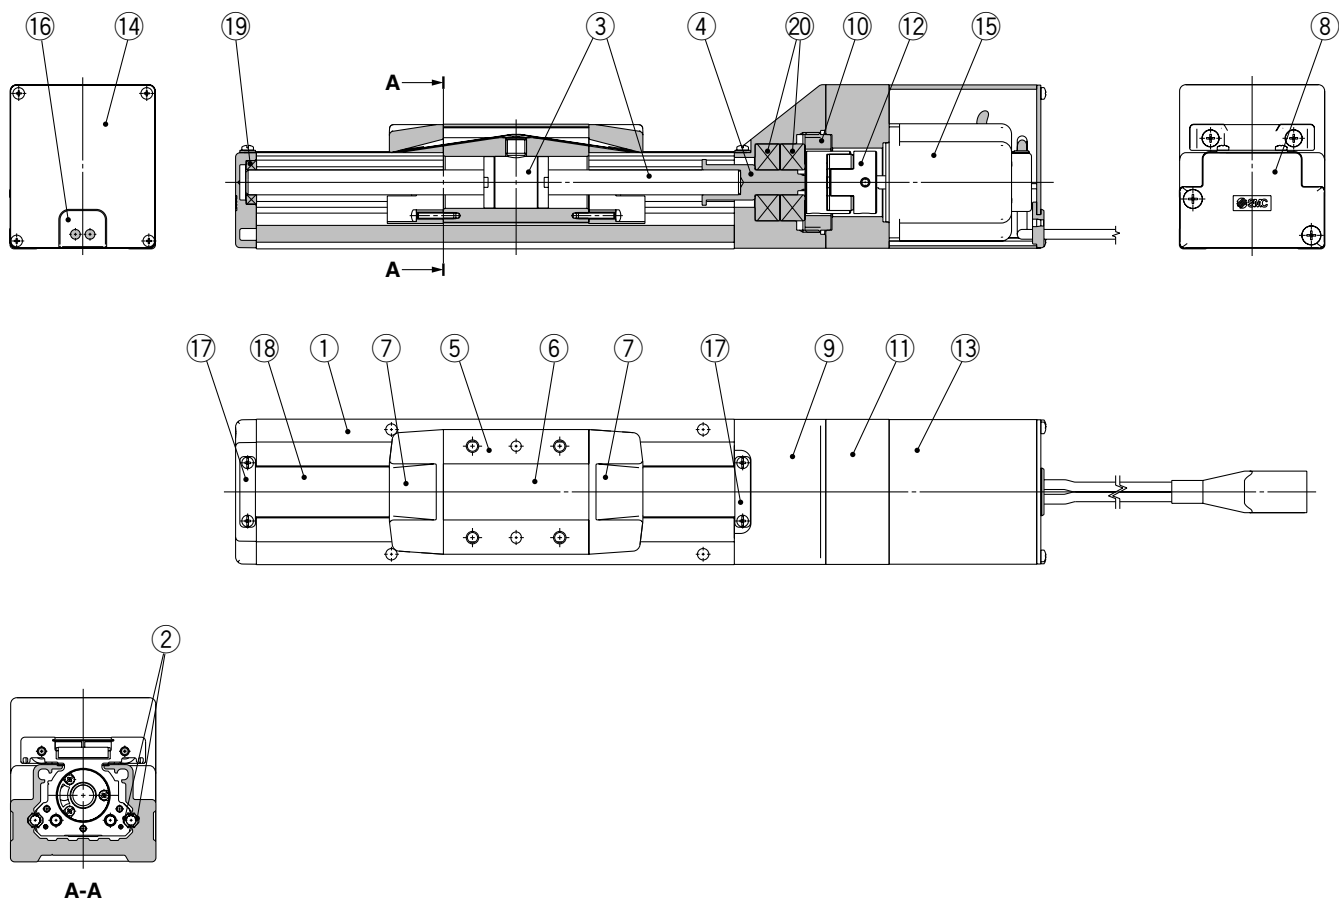 ⑯ ⑭ ⑲ ③ ④ ⑳ ⑩ ⑫ ⑮ ⑧
A
SMC
A
⑰ ⑱ ① ⑦ ⑤ ⑥ ⑦ ⑰ ⑨ ⑪ ⑬
②
A-A